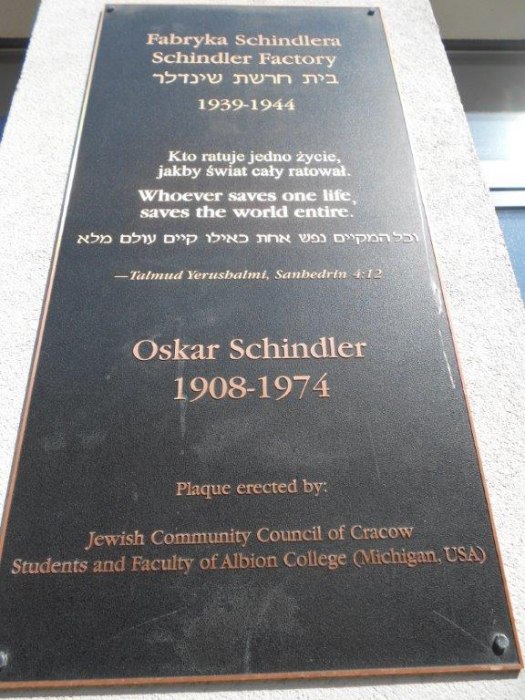 Fabryka Schindlera
Schindler Factory
בית חרשת שינדלר
1939-1944
Kto ratuje jedno życie,
jakby świat cały ratował.
Whoever saves one life,
saves the world entire.
וכל המקיים נפש אחת כאילו קיים עולם מלא
—Talmud Yerushalmi, Sanhedrin 4:12
Oskar Schindler
1908-1974
Plaque erected by:
Jewish Community Council of Cracow
Students and Faculty of Albion College (Michigan, USA)